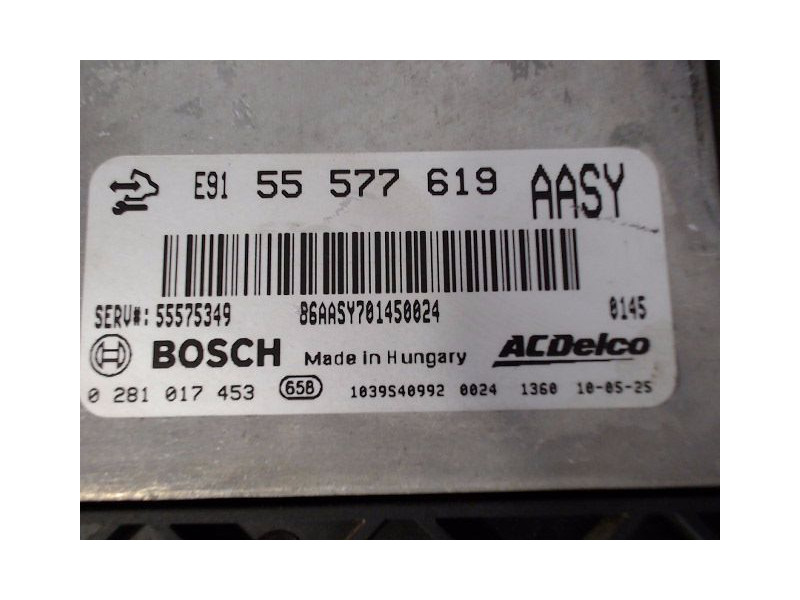 E91 55 577 619 AASY
SERV#: 55575349 86AASY701450024 0145
BOSCH Made in Hungary ACDelco
0 281 017 453 658 1039S40992 0024 1360 10-05-25